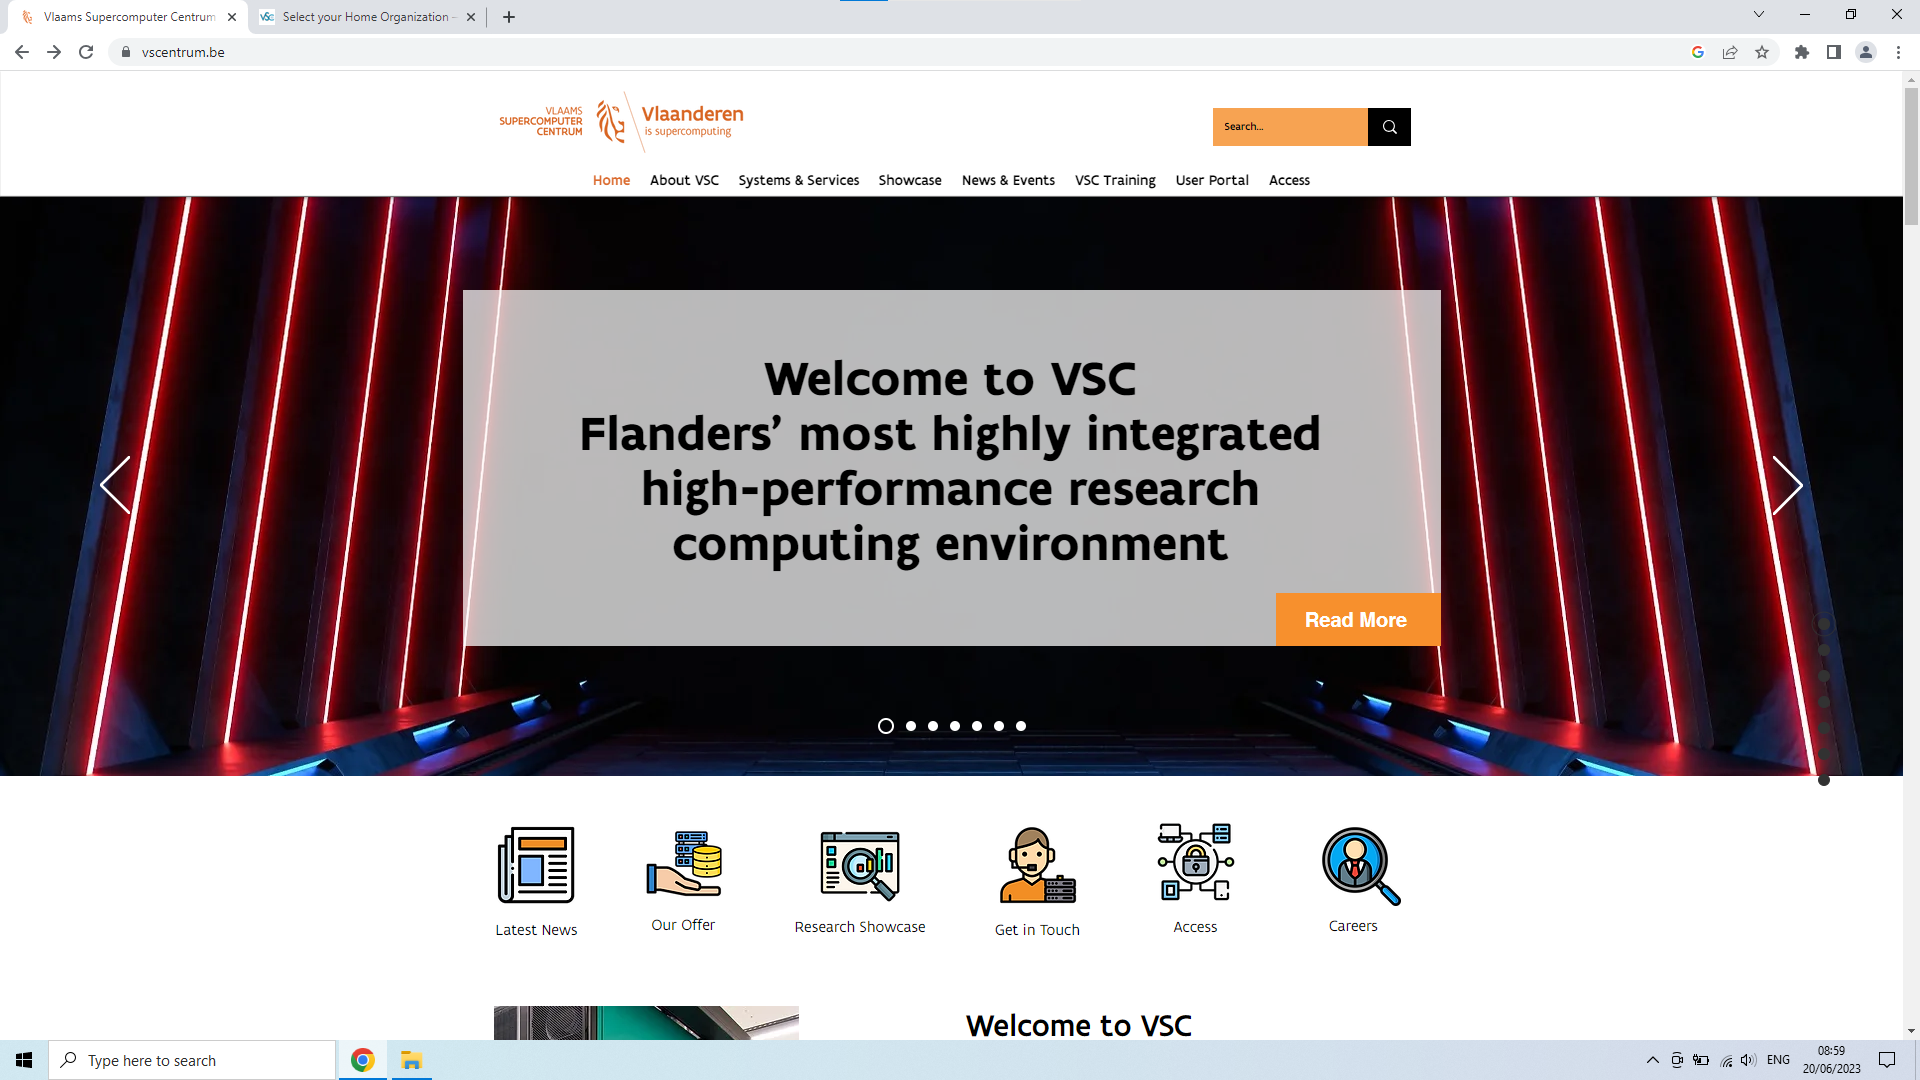 Vlaams Supercomputer Centrum
Select your Home Organization -
vscentrum.be
VLAAMS
SUPERCOMPUTER
CENTRUM
Vlaanderen
is supercomputing
Search...
Home About VSC Systems & Services Showcase News & Events VSC Training User Portal Access
Welcome to VSC
Flanders’ most highly integrated
high-performance research
computing environment
Read More
Latest News
Our Offer
Research Showcase
Get in Touch
Access
Careers
Welcome to VSC
Type here to search
ENG
08:59
20/06/2023